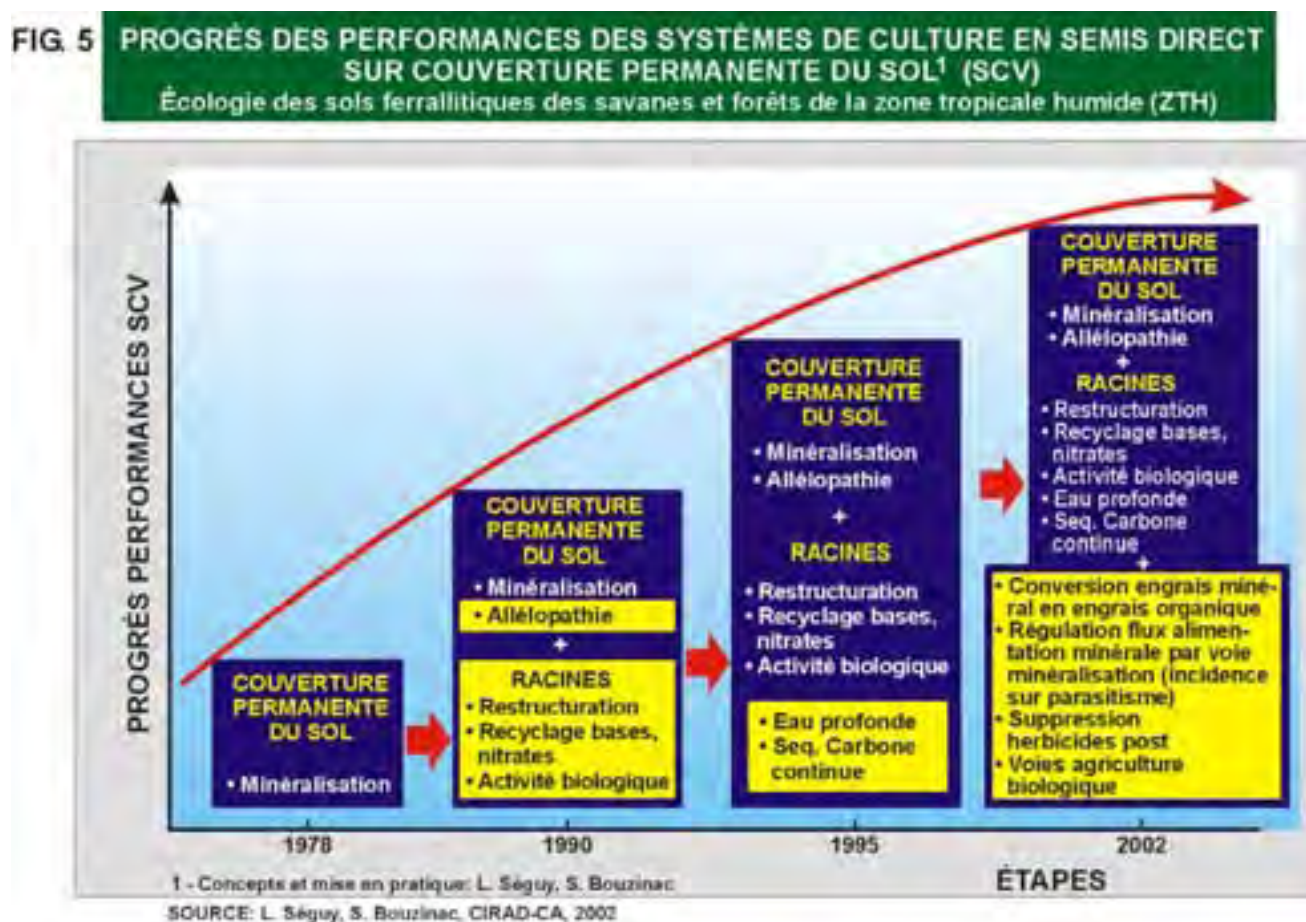 FIG. 5
PROGRÈS DES PERFORMANCES DES SYSTÈMES DE CULTURE EN SEMIS DIRECT
SUR COUVERTURE PERMANENTE DU SOL¹ (SCV)
Écologie des sols ferrallitiques des savanes et forêts de la zone tropicale humide (ZTH)
PROGRÈS PERFORMANCES SCV
COUVERTURE
PERMANENTE
DU SOL
• Minéralisation
COUVERTURE
PERMANENTE
DU SOL
• Minéralisation
• Allélopathie
+
RACINES
• Restructuration
• Recyclage bases,
nitrates
• Activité biologique
COUVERTURE
PERMANENTE
DU SOL
• Minéralisation
• Allélopathie
+
RACINES
• Restructuration
• Recyclage bases,
nitrates
• Activité biologique
• Eau profonde
• Seq. Carbone
continue
COUVERTURE
PERMANENTE
DU SOL
• Minéralisation
• Allélopathie
+
RACINES
• Restructuration
• Recyclage bases,
nitrates
• Activité biologique
• Eau profonde
• Seq. Carbone
continue
+
• Conversion engrais miné-
ral en engrais organique
• Régulation flux alimen-
tation minérale par voie
minéralisation (incidence
sur parasitisme)
• Suppression
herbicides post
• Voies agriculture
biologique
1978
1990
1995
2002
ÉTAPES
1 - Concepts et mise en pratique: L. Séguy, S. Bouzinac
SOURCE: L. Séguy, S. Bouzinac, CIRAD-CA, 2002